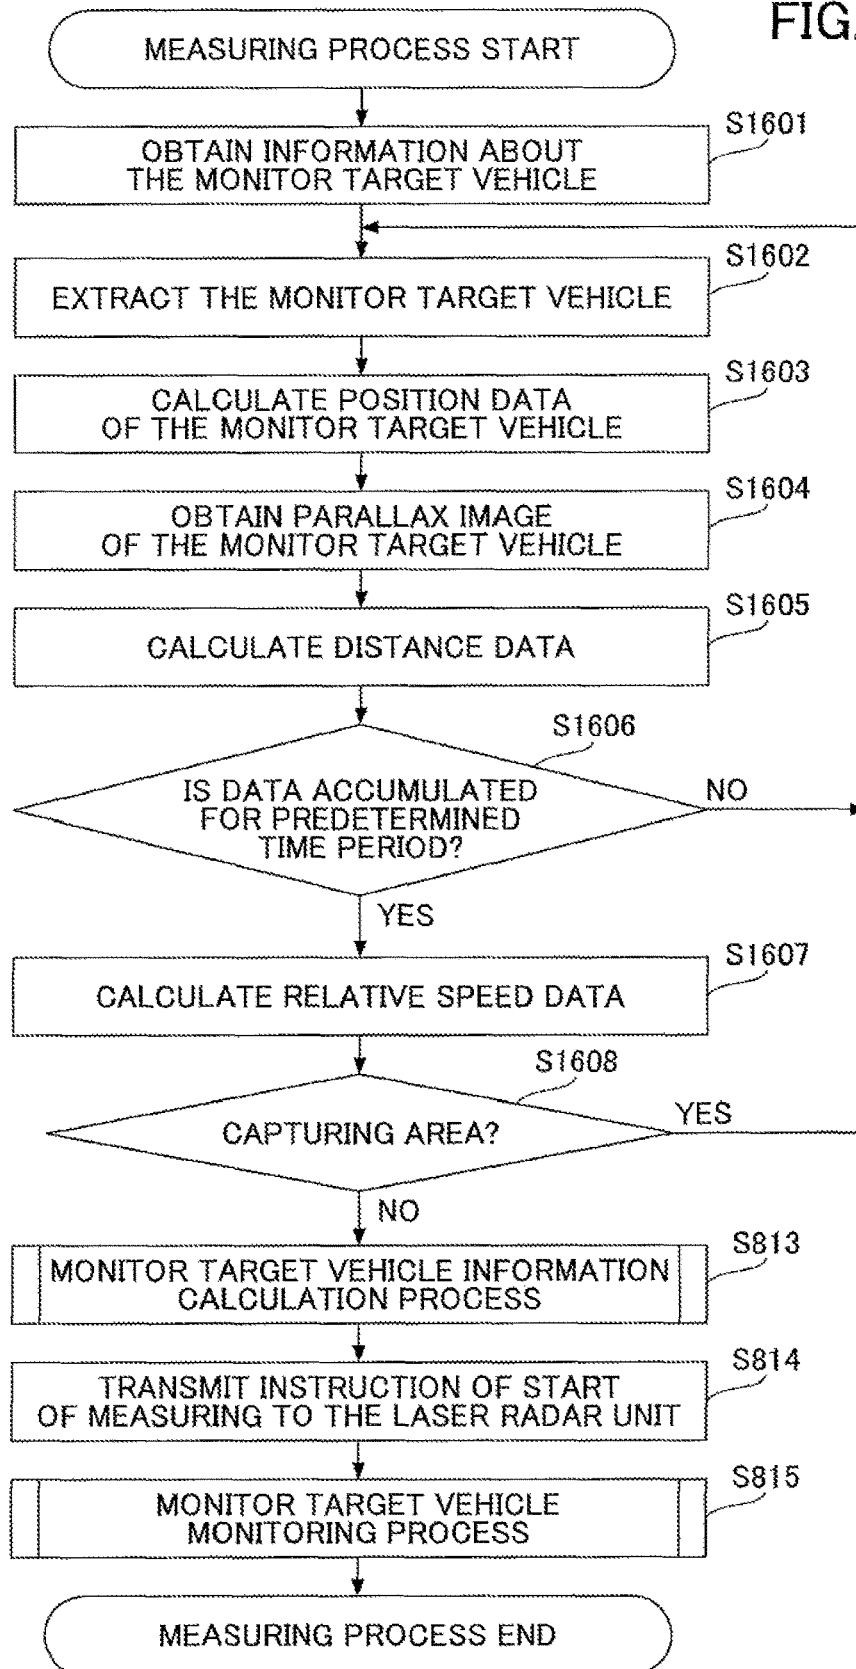 FIG.
MEASURING PROCESS START
S1601
OBTAIN INFORMATION ABOUT
THE MONITOR TARGET VEHICLE
S1602
EXTRACT THE MONITOR TARGET VEHICLE
S1603
CALCULATE POSITION DATA
OF THE MONITOR TARGET VEHICLE
S1604
OBTAIN PARALLAX IMAGE
OF THE MONITOR TARGET VEHICLE
S1605
CALCULATE DISTANCE DATA
S1606
IS DATA ACCUMULATED
FOR PREDETERMINED
TIME PERIOD?
NO
YES
S1607
CALCULATE RELATIVE SPEED DATA
S1608
CAPTURING AREA?
YES
NO
S813
MONITOR TARGET VEHICLE INFORMATION
CALCULATION PROCESS
S814
TRANSMIT INSTRUCTION OF START
OF MEASURING TO THE LASER RADAR UNIT
S815
MONITOR TARGET VEHICLE
MONITORING PROCESS
MEASURING PROCESS END